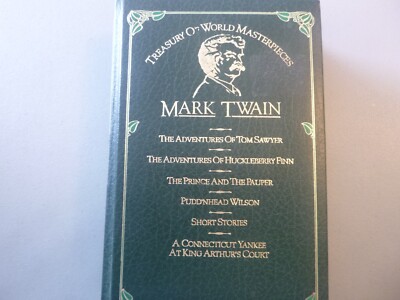 TREASURY OF WORLD MASTERPIECES
MARK TWAIN
THE ADVENTURES OF TOM SAWYER
THE ADVENTURES OF HUCKLEBERRY FINN
THE PRINCE AND THE PAUPER
PUDD'NHEAD WILSON
SHORT STORIES
A CONNECTICUT YANKEE
AT KING ARTHUR'S COURT